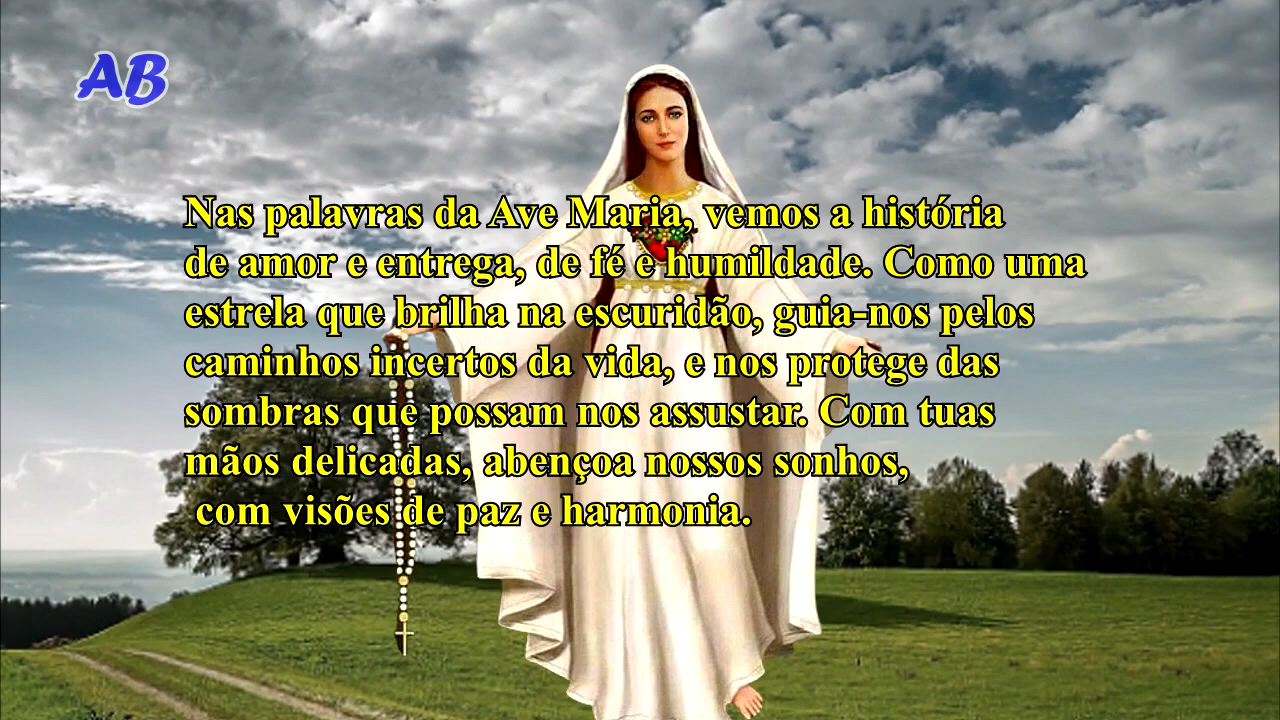 AB
Nas palavras da Ave Maria, vemos a história
de amor e entrega, de fé e humildade. Como uma
estrela que brilha na escuridão, guia-nos pelos
caminhos incertos da vida, e nos protege das
sombras que possam nos assustar. Com tuas
mãos delicadas, abençoa nossos sonhos,
com visões de paz e harmonia.